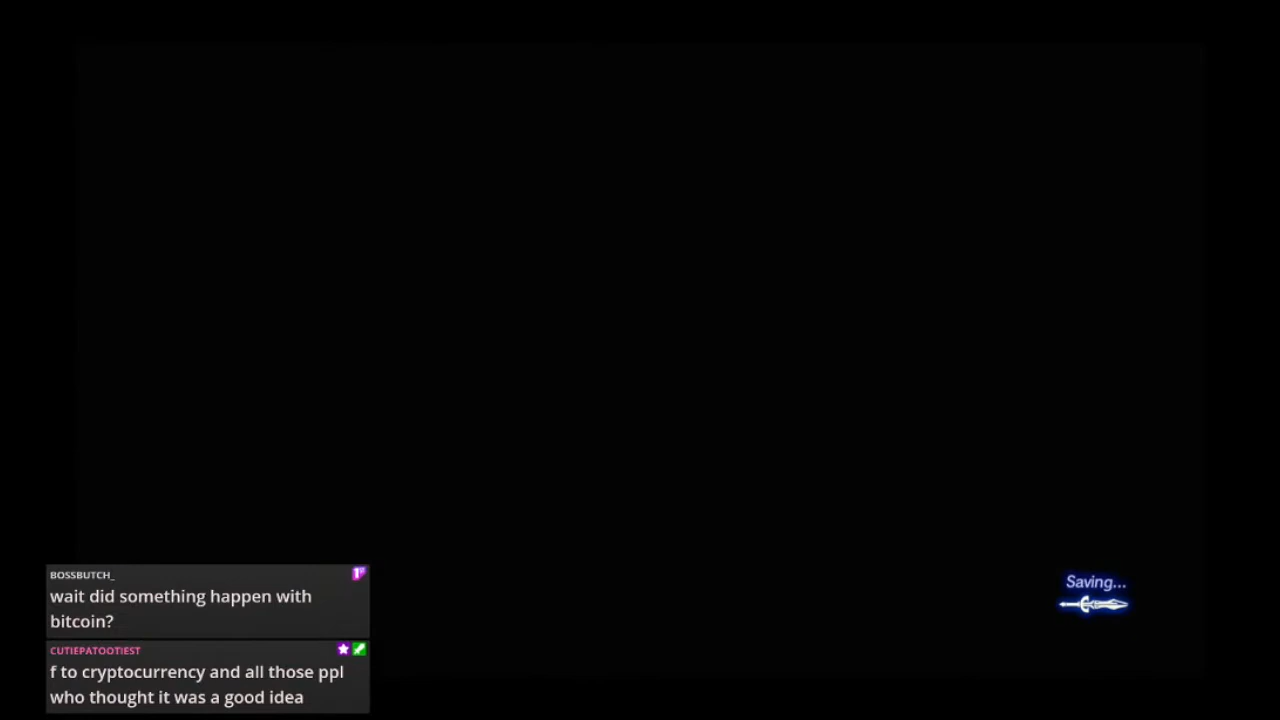 BOSSBUTCH_
wait did something happen with
bitcoin?
CUTIEPATOOTIEST
f to cryptocurrency and all those ppl
who thought it was a good idea
Saving...